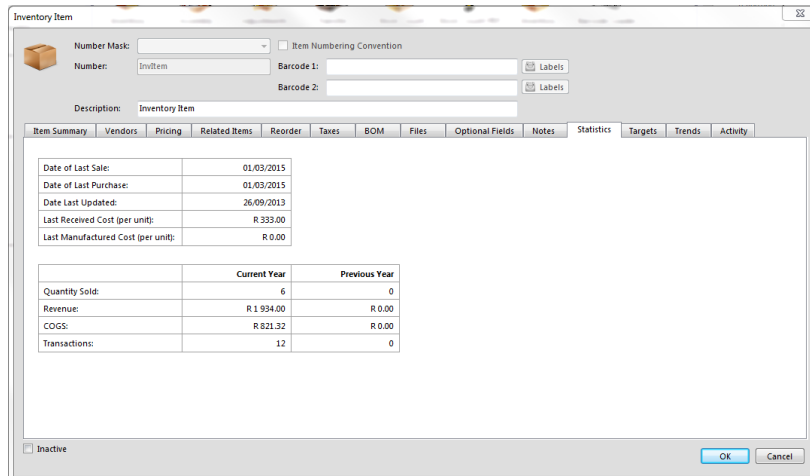 Inventory Item
Number Mask: Item Numbering Convention
Number: InvItem Barcode 1: Labels
Barcode 2: Labels
Description: Inventory Item
Item Summary Vendors Pricing Related Items Reorder Taxes BOM Files Optional Fields Notes Statistics Targets Trends Activity
Date of Last Sale: 01/03/2015
Date of Last Purchase: 01/03/2015
Date Last Updated: 26/09/2013
Last Received Cost (per unit): R 333.00
Last Manufactured Cost (per unit): R 0.00
Current Year Previous Year
Quantity Sold: 6 0
Revenue: R 1 934.00 R 0.00
COGS: R 821.32 R 0.00
Transactions: 12 0
Inactive
OK Cancel